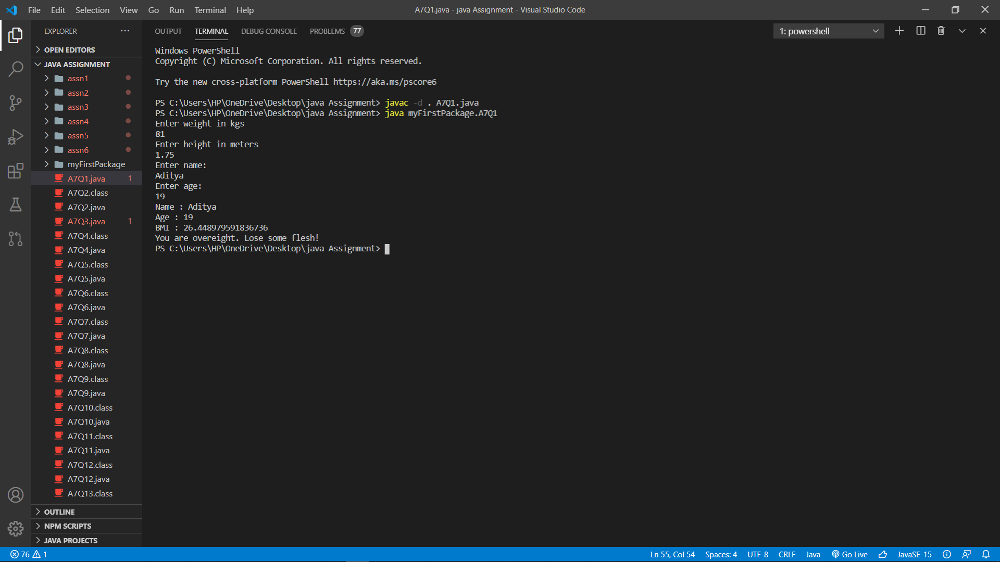 File Edit Selection View Go Run Terminal Help
A7Q1.java - java Assignment - Visual Studio Code
EXPLORER
OPEN EDITORS
JAVA ASSIGNMENT
assn1
assn2
assn3
assn4
assn5
assn6
myFirstPackage
A7Q1.java 1
A7Q2.class
A7Q2.java
A7Q3.java 1
A7Q4.class
A7Q4.java
A7Q5.class
A7Q5.java
A7Q6.class
A7Q6.java
A7Q7.class
A7Q7.java
A7Q8.class
A7Q8.java
A7Q9.class
A7Q9.java
A7Q10.class
A7Q10.java
A7Q11.class
A7Q11.java
A7Q12.class
A7Q12.java
A7Q13.class
OUTLINE
NPM SCRIPTS
JAVA PROJECTS
OUTPUT TERMINAL DEBUG CONSOLE PROBLEMS 77
1: powershell
Windows PowerShell
Copyright (C) Microsoft Corporation. All rights reserved.
Try the new cross-platform PowerShell https://aka.ms/pscore6
PS C:\Users\HP\OneDrive\Desktop\java Assignment> javac -d . A7Q1.java
PS C:\Users\HP\OneDrive\Desktop\java Assignment> java myFirstPackage.A7Q1
Enter weight in kgs
81
Enter height in meters
1.75
Enter name:
Aditya
Enter age:
19
Name : Aditya
Age : 19
BMI : 26.448979591836736
You are overeight. Lose some flesh!
PS C:\Users\HP\OneDrive\Desktop\java Assignment>
76 1
Ln 55, Col 54 Spaces: 4 UTF-8 CRLF Java Go Live JavaSE-15